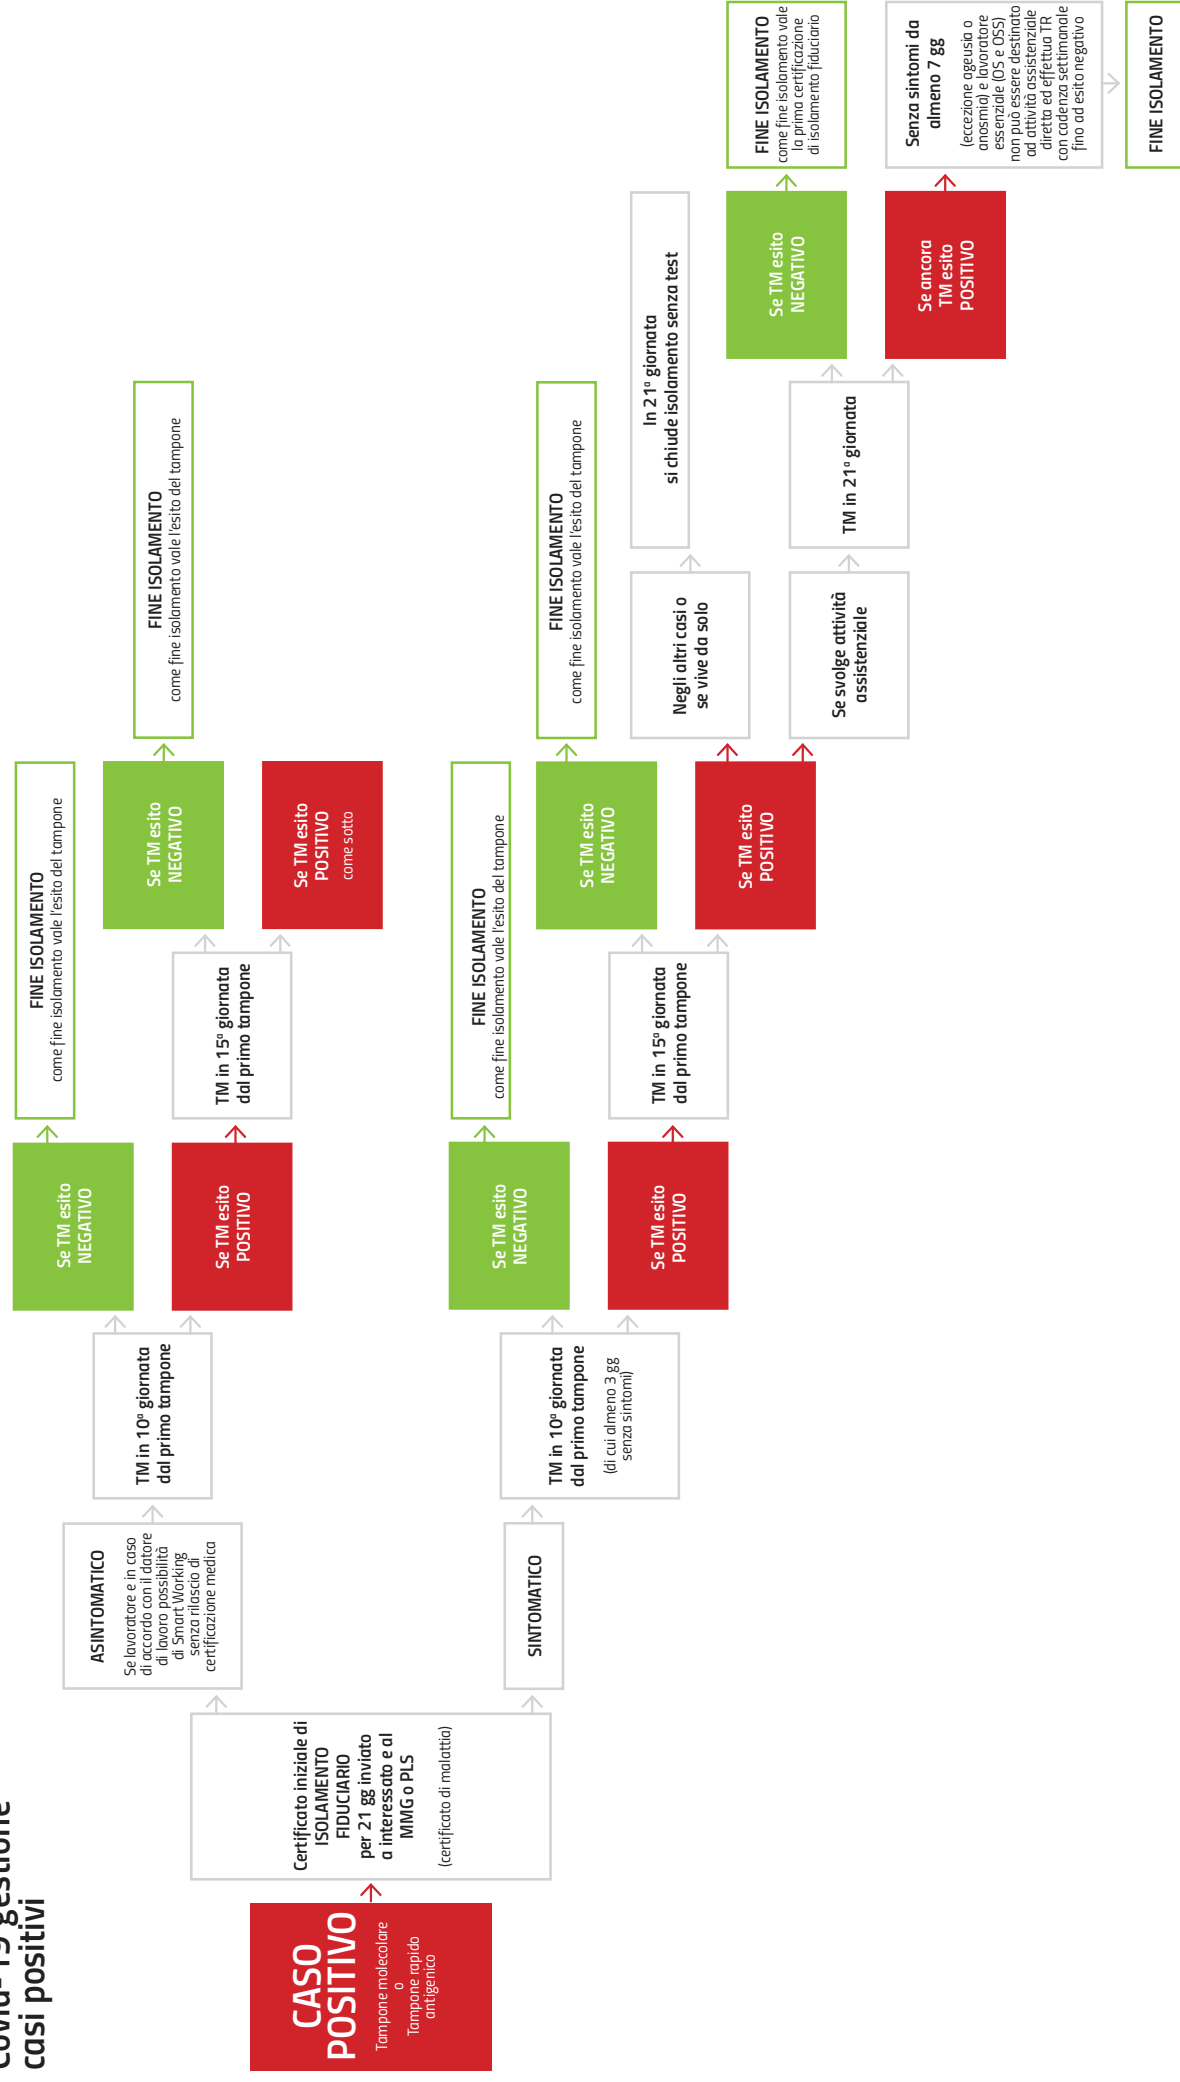 Covid-19 gestione
casi positivi
CASO
POSITIVO
Tampone molecolare
o
Tampone rapido
antigenico
Certificato iniziale di
ISOLAMENTO
FIDUCIARIO
per 21 gg inviato
a interessato e al
MMG o PLS
(certificato di malattia)
ASINTOMATICO
Se lavoratore e in caso
di accordo con il datore
di lavoro possibilità
di Smart Working
senza rilascio di
certificazione medica
TM in 10ª giornata
dal primo tampone
Se TM esito
NEGATIVO
FINE ISOLAMENTO
come fine isolamento vale l'esito del tampone
Se TM esito
POSITIVO
TM in 15ª giornata
dal primo tampone
Se TM esito
NEGATIVO
FINE ISOLAMENTO
come fine isolamento vale l'esito del tampone
Se TM esito
POSITIVO
come sotto
SINTOMATICO
TM in 10ª giornata
dal primo tampone
(di cui almeno 3 gg
senza sintomi)
Se TM esito
NEGATIVO
FINE ISOLAMENTO
come fine isolamento vale l'esito del tampone
Se TM esito
POSITIVO
TM in 15ª giornata
dal primo tampone
Se TM esito
NEGATIVO
FINE ISOLAMENTO
come fine isolamento vale l'esito del tampone
Se TM esito
POSITIVO
Negli altri casi o
se vive da solo
In 21ª giornata
si chiude isolamento senza test
Se svolge attività
assistenziale
TM in 21ª giornata
Se TM esito
NEGATIVO
FINE ISOLAMENTO
come fine isolamento vale
la prima certificazione
di isolamento fiduciario
Se ancora
TM esito
POSITIVO
Senza sintomi da
almeno 7 gg
(eccezione ageusia o
anosmia) e lavoratore
essenziale (OS e OSS)
non può essere destinato
ad attività assistenziale
diretta ed effettua TR
con cadenza settimanale
fino ad esito negativo
FINE ISOLAMENTO